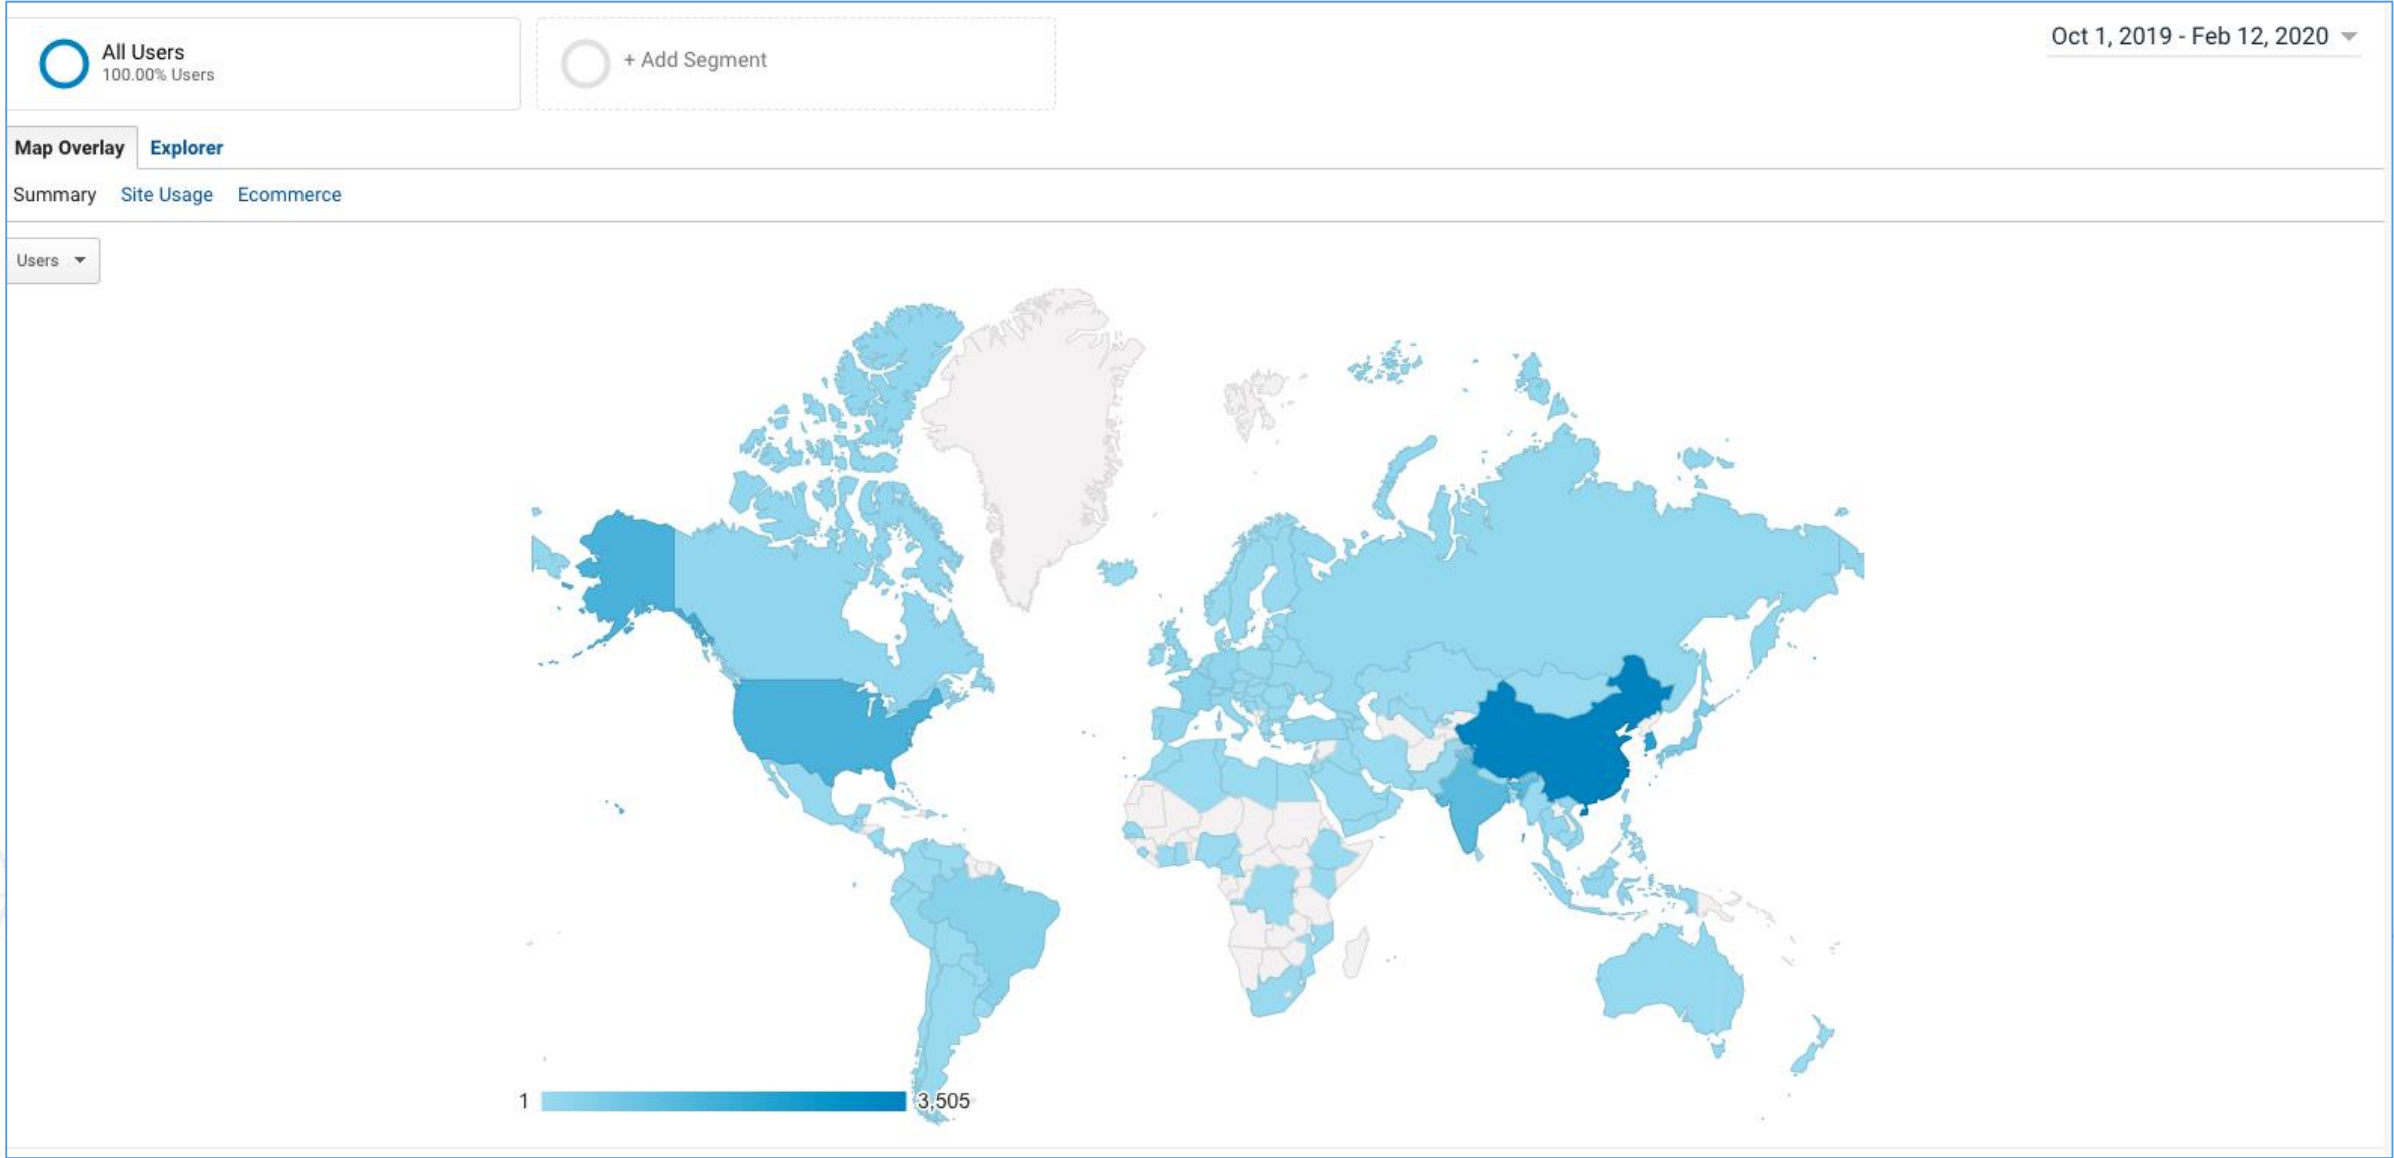 All Users
100.00% Users
+ Add Segment
Oct 1, 2019 - Feb 12, 2020
Map Overlay
Explorer
Summary
Site Usage
Ecommerce
Users
1
3,505